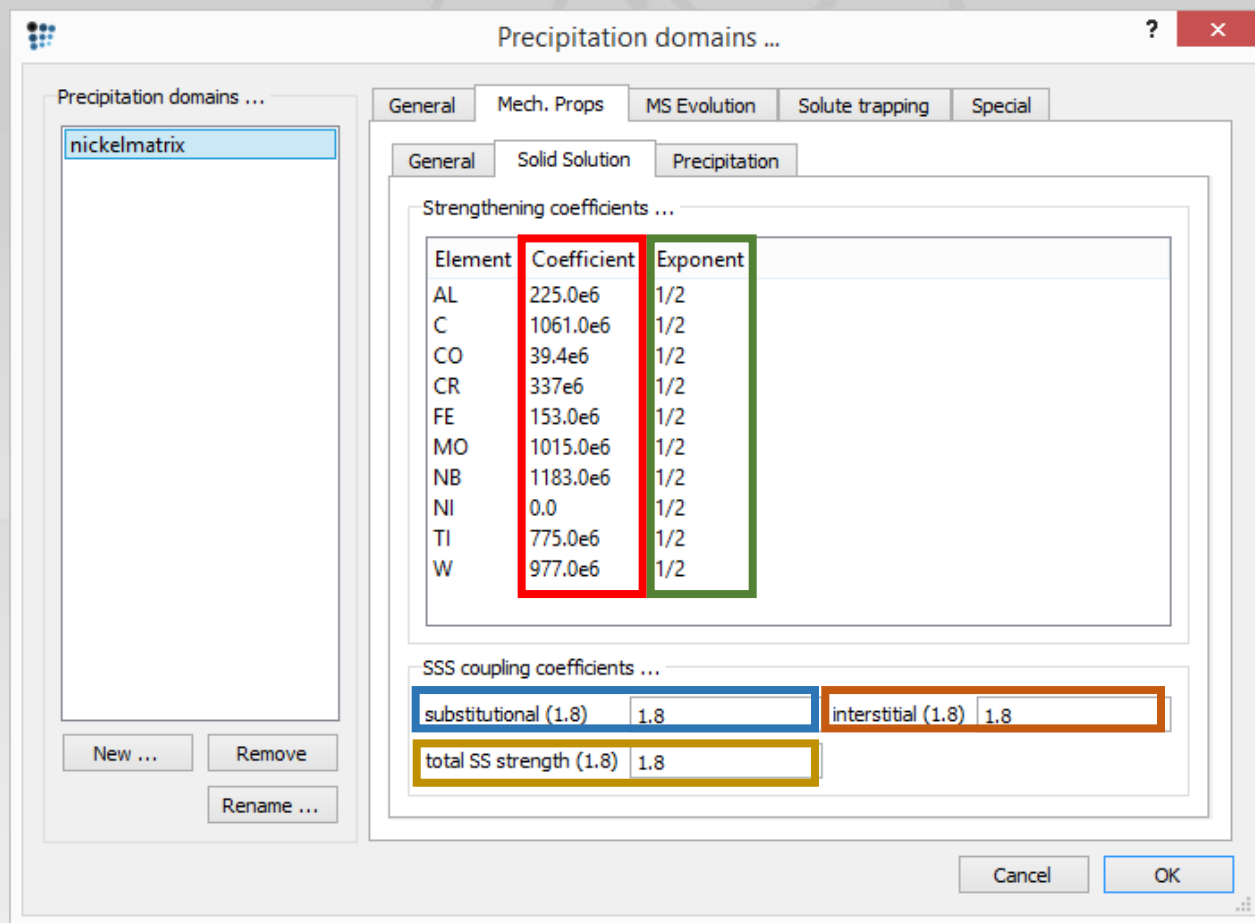 Precipitation domains ...
?
Precipitation domains ...
nickelmatrix
New ...
Remove
Rename ...
General
Mech. Props
MS Evolution
Solute trapping
Special
General
Solid Solution
Precipitation
Strengthening coefficients ...
Element Coefficient Exponent
AL 225.0e6 1/2
C 1061.0e6 1/2
CO 39.4e6 1/2
CR 337e6 1/2
FE 153.0e6 1/2
MO 1015.0e6 1/2
NB 1183.0e6 1/2
NI 0.0 1/2
TI 775.0e6 1/2
W 977.0e6 1/2
SSS coupling coefficients ...
substitutional (1.8) 1.8 interstitial (1.8) 1.8
total SS strength (1.8) 1.8
Cancel
OK